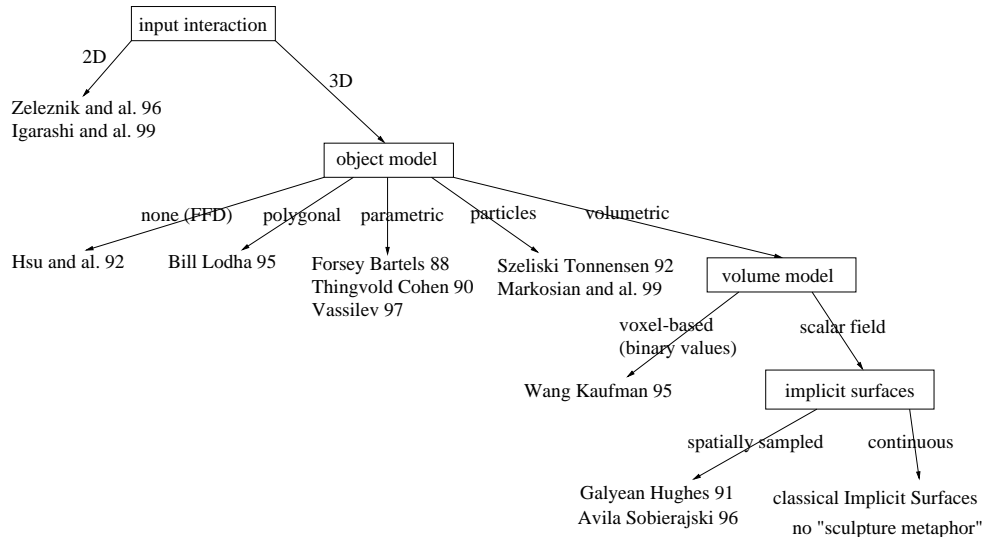 input interaction
2D
3D
Zeleznik and al. 96
Igarashi and al. 99
object model
none (FFD)
polygonal
parametric
particles
volumetric
Hsu and al. 92
Bill Lodha 95
Forsey Bartels 88
Thingvold Cohen 90
Vassilev 97
Szeliski Tonnensen 92
Markosian and al. 99
volume model
voxel-based
(binary values)
scalar field
Wang Kaufman 95
implicit surfaces
spatially sampled
continuous
Galyean Hughes 91
Avila Sobierajski 96
classical Implicit Surfaces
no "sculpture metaphor"